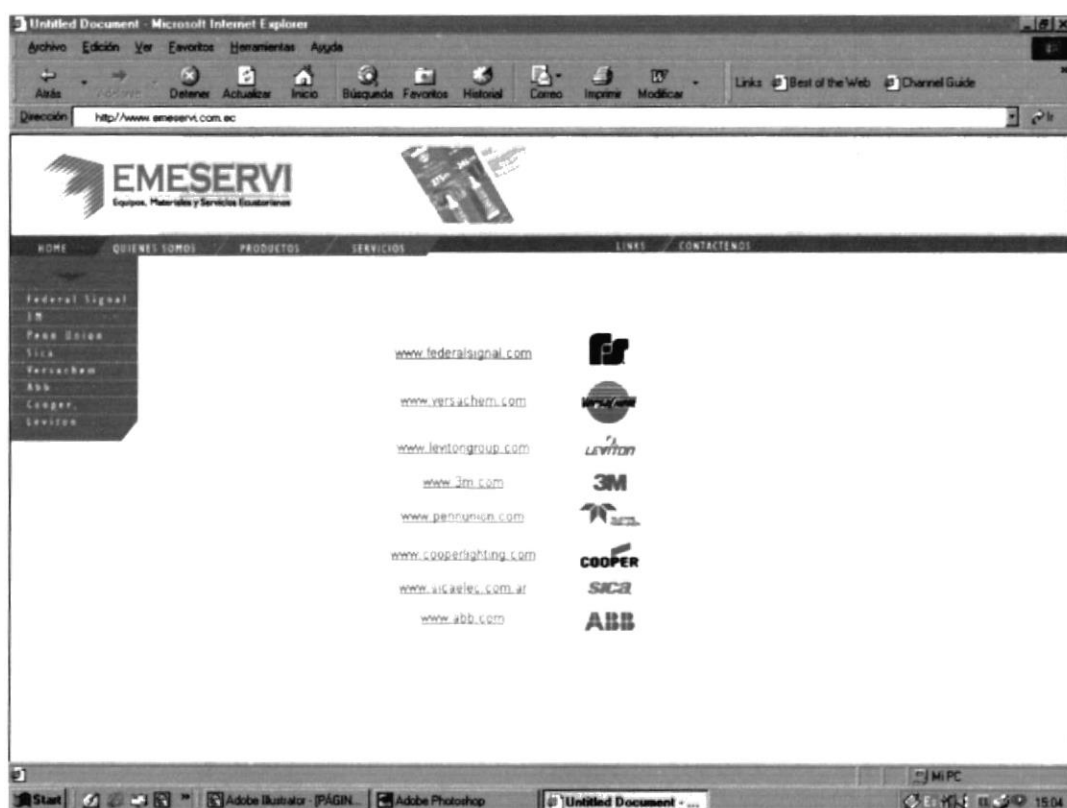 Untitled Document - Microsoft Internet Explorer
Archivo Edición Ver Favoritos Herramientas Ayuda
Atrás Adelante Detener Actualizar Inicio Búsqueda Favoritos Historial Correo Imprimir Modificar Links Best of the Web Channel Guide
Dirección http//www.emeservi.com.ec Ir
EMESERVI
Equipos, Materiales y Servicios Ecuatorianos
HOME QUIENES SOMOS PRODUCTOS SERVICIOS LINKS CONTACTENOS
Federal Signal
3M
Penn Union
Sica
Versachem
Abb
Cooper.
Leviton
www.federalsignal.com
www.versachem.com
www.levitongroup.com LEVITON
www.3m.com 3M
www.pennunion.com
www.cooperlighting.com COOPER
www.sicaelec.com.ar sica
www.abb.com ABB
Mi PC
Start Adobe Illustrator - [PÁGIN... Adobe Photoshop Untitled Document - ... 15:04